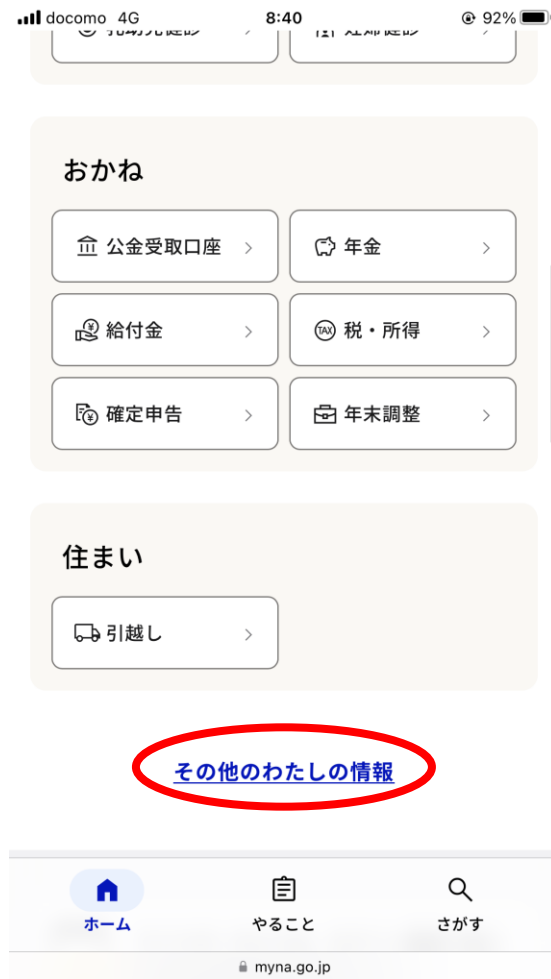 docomo 4G 8:40 92%
おかね
公金受取口座 年金
給付金 税・所得
確定申告 年末調整
住まい
引越し
その他のわたしの情報
ホーム やること さがす
myna.go.jp